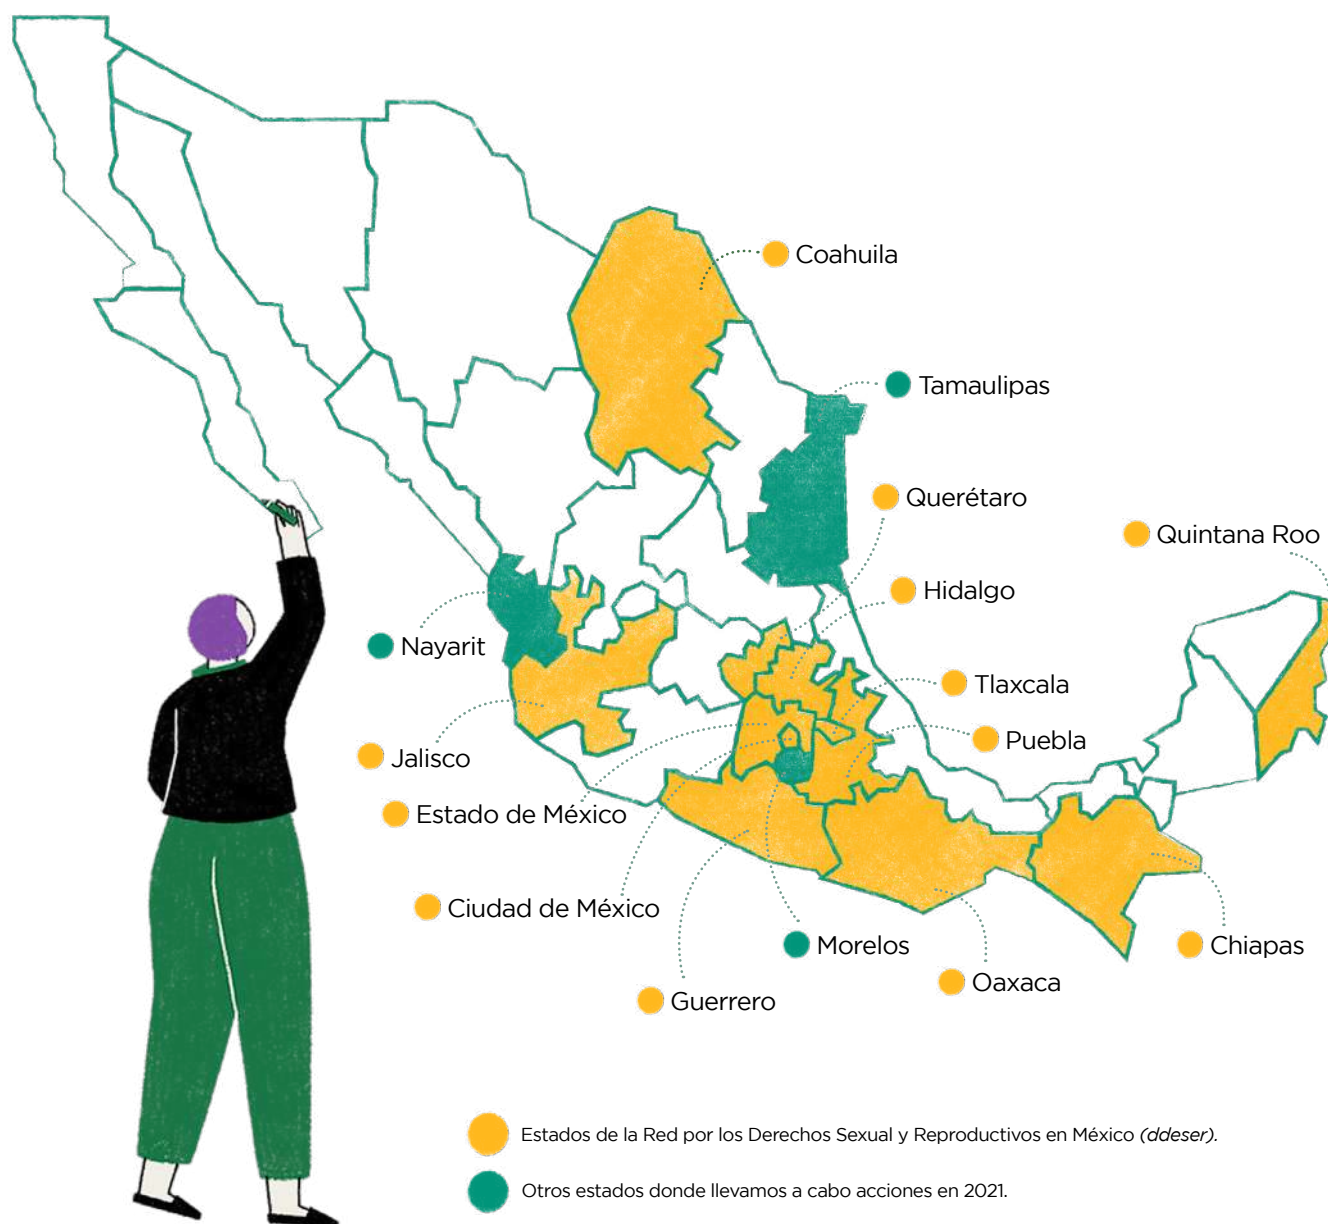 Coahuila
Tamaulipas
Querétaro
Quintana Roo
Hidalgo
Nayarit
Tlaxcala
Puebla
Jalisco
Estado de México
Ciudad de México
Morelos
Chiapas
Oaxaca
Guerrero
Estados de la Red por los Derechos Sexual y Reproductivos en México (ddeser).
Otros estados donde llevamos a cabo acciones en 2021.